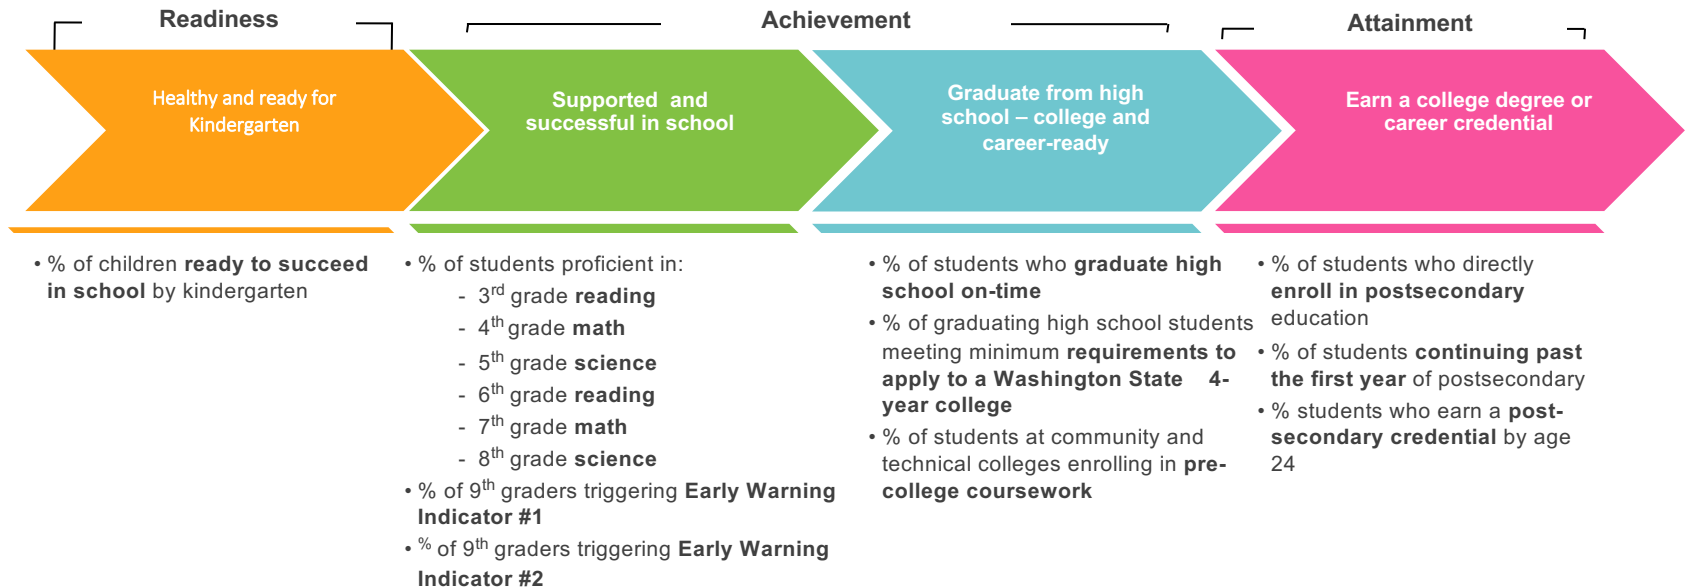 Readiness
Achievement
Attainment
Healthy and ready for
Kindergarten
Supported and
successful in school
Graduate from high
school – college and
career-ready
Earn a college degree or
career credential
• % of children ready to succeed
in school by kindergarten
• % of students proficient in:
- 3rd grade reading
- 4th grade math
- 5th grade science
- 6th grade reading
- 7th grade math
- 8th grade science
• % of 9th graders triggering Early Warning
Indicator #1
• % of 9th graders triggering Early Warning
Indicator #2
• % of students who graduate high
school on-time
• % of graduating high school students
meeting minimum requirements to
apply to a Washington State 4-
year college
• % of students at community and
technical colleges enrolling in pre-
college coursework
• % of students who directly
enroll in postsecondary
education
• % of students continuing past
the first year of postsecondary
• % students who earn a post-
secondary credential by age
24